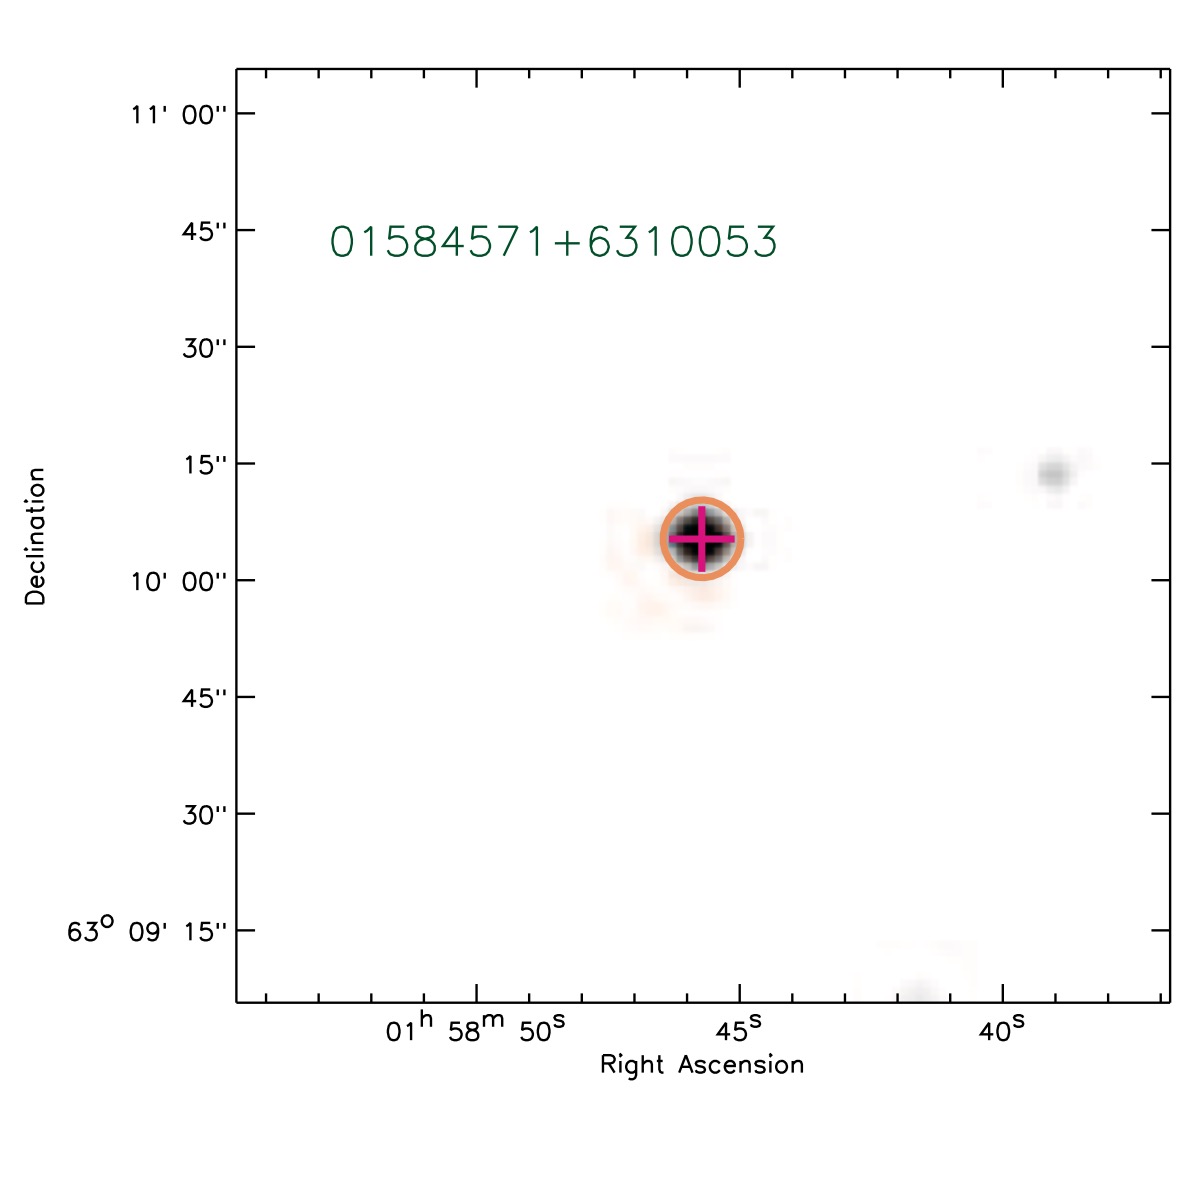 11' 00"
45"
01584571+6310053
30"
15"
Declination
10' 00"
45"
30"
63° 09' 15"
01ʰ 58ᵐ 50ˢ 45ˢ 40ˢ
Right Ascension